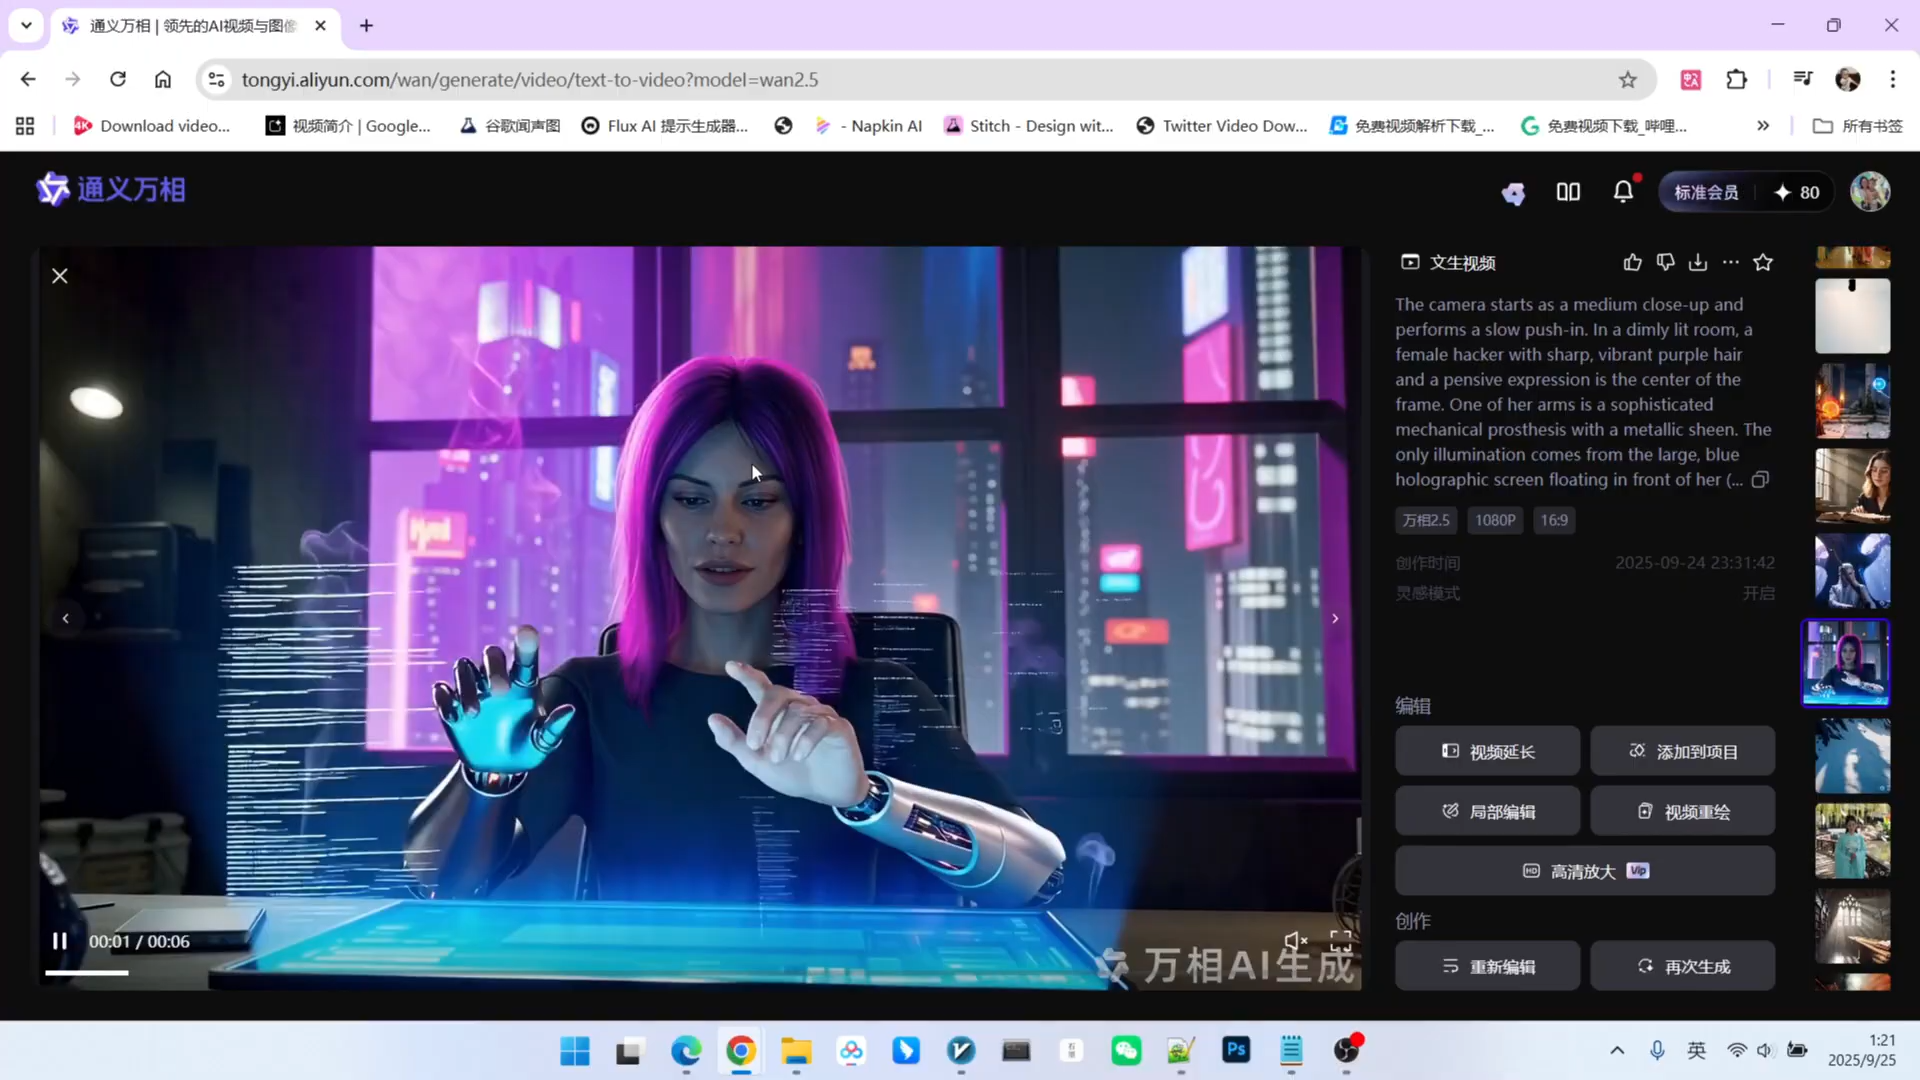 通义万相 | 领先的AI视频与图像
tongyi.aliyun.com/wan/generate/video/text-to-video?model=wan2.5
Download video...
视频简介 | Google...
谷歌闻声图
Flux AI 提示生成器...
- Napkin AI
Stitch - Design wit...
Twitter Video Dow...
免费视频解析下载_...
免费视频下载_哔哩...
所有书签
通义万相
标准会员
80
文生视频
The camera starts as a medium close-up and
performs a slow push-in. In a dimly lit room, a
female hacker with sharp, vibrant purple hair
and a pensive expression is the center of the
frame. One of her arms is a sophisticated
mechanical prosthesis with a metallic sheen. The
only illumination comes from the large, blue
holographic screen floating in front of her (...
万相2.5
1080P
16:9
创作时间
2025-09-24 23:31:42
灵感模式
开启
编辑
视频延长
添加到项目
局部编辑
视频重绘
HD 高清放大 Vip
创作
重新编辑
再次生成
00:01 / 00:06
万相AI生成
Ps
英
1:21
2025/9/25